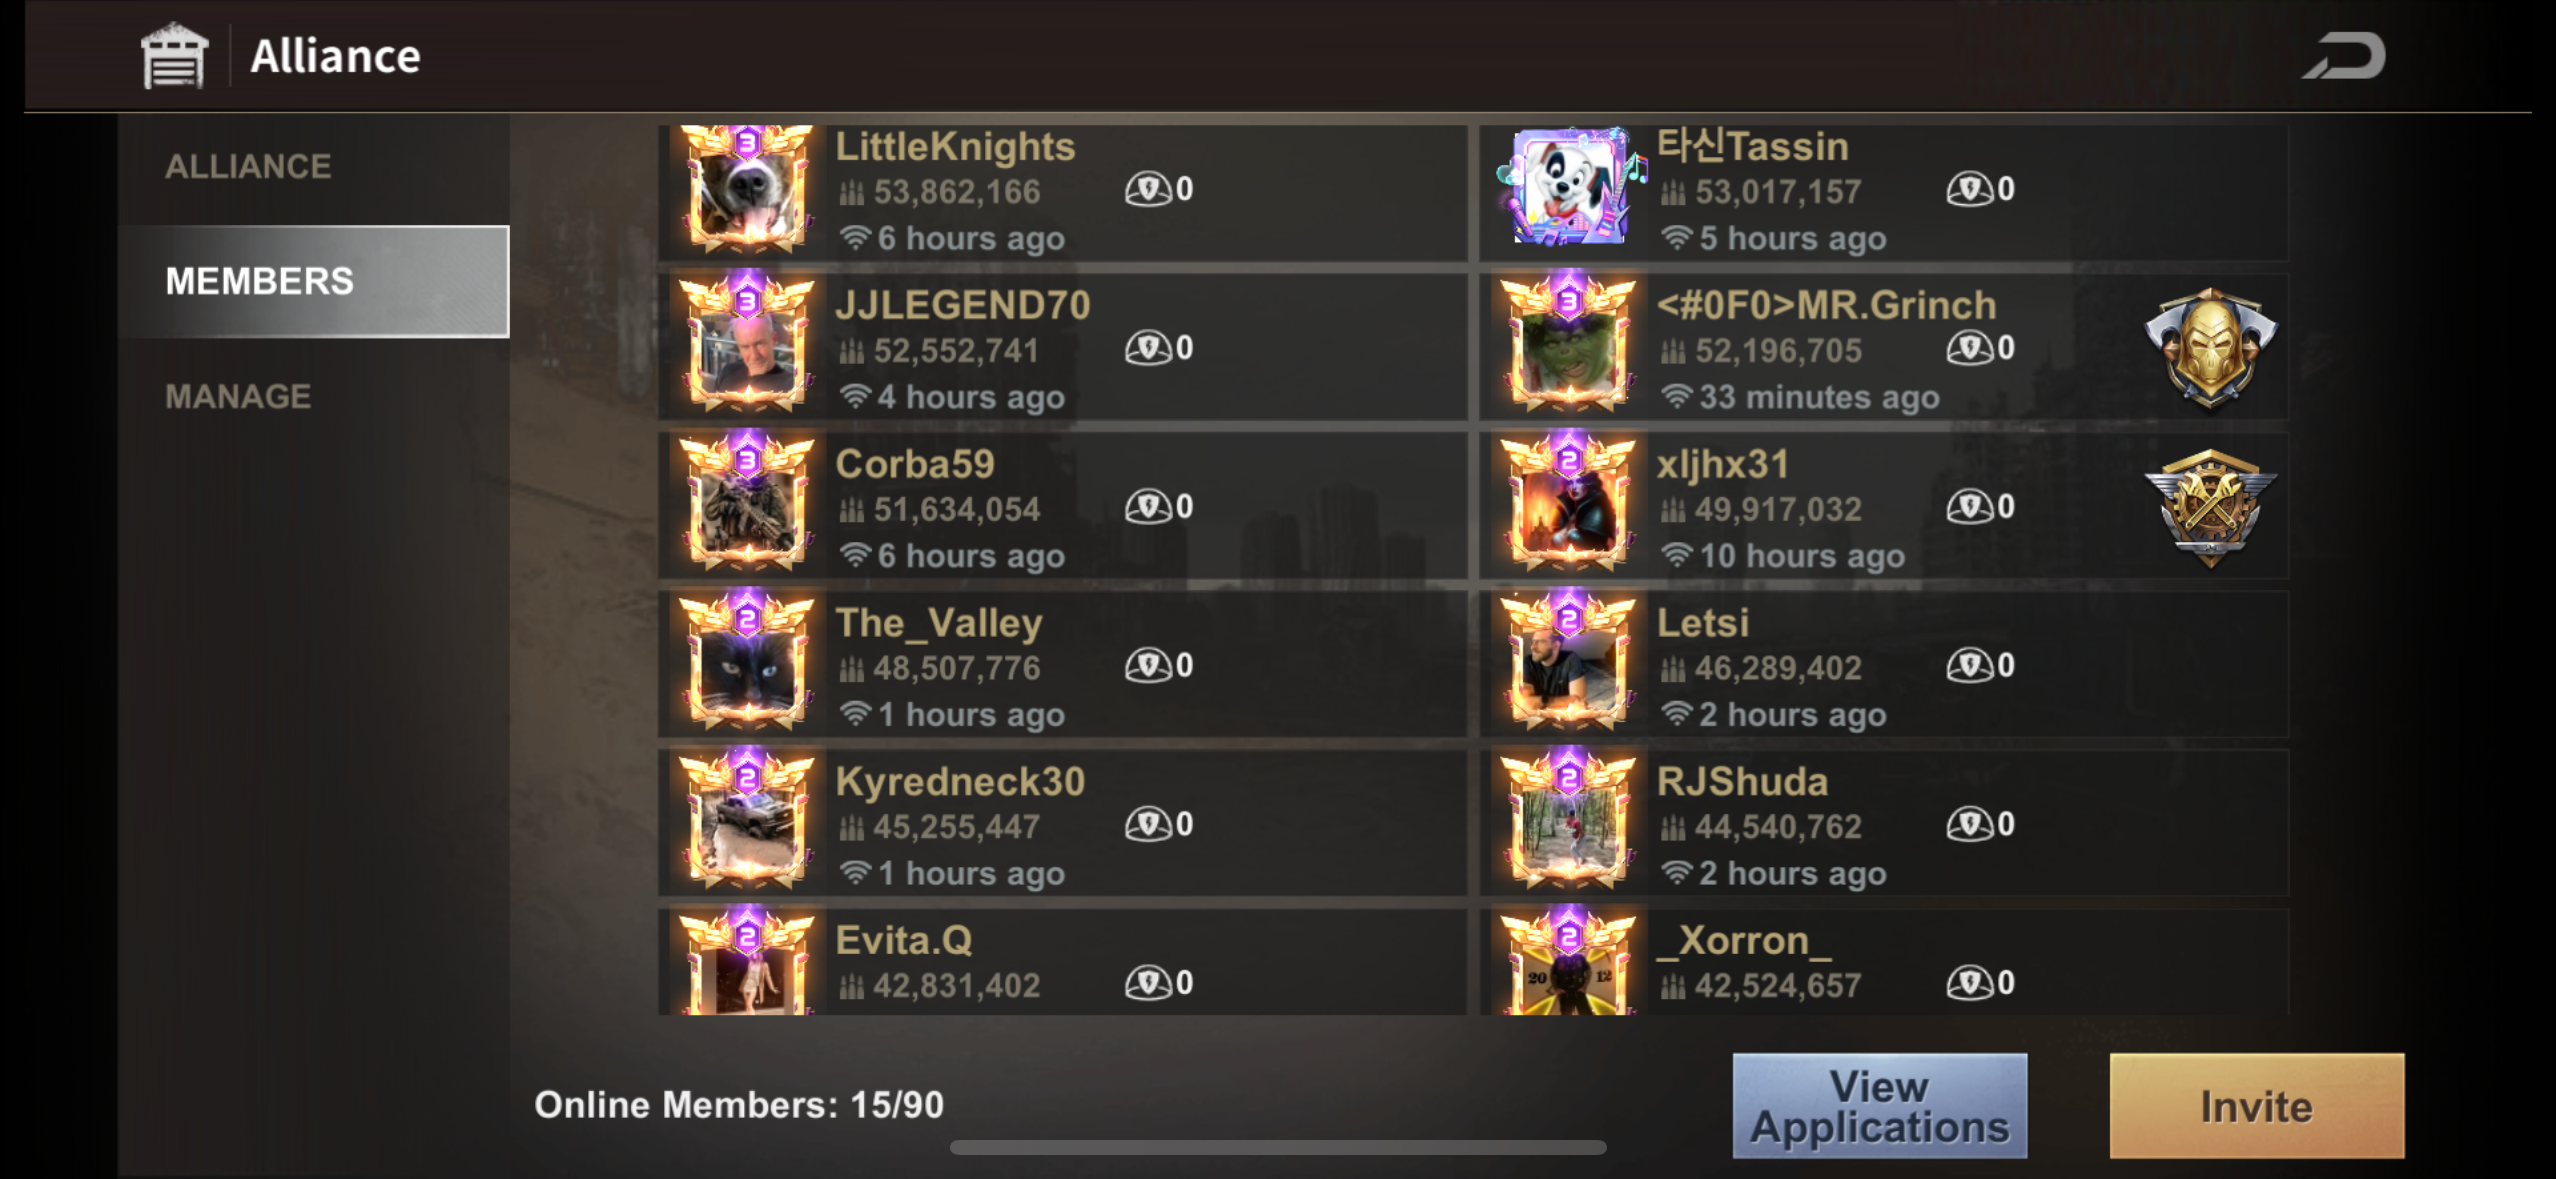 Alliance
ALLIANCE
MEMBERS
MANAGE
3
LittleKnights
53,862,166
0
6 hours ago
타신Tassin
53,017,157
0
5 hours ago
3
JJLEGEND70
52,552,741
0
4 hours ago
3
<#0F0>MR.Grinch
52,196,705
0
33 minutes ago
3
Corba59
51,634,054
0
6 hours ago
2
xljhx31
49,917,032
0
10 hours ago
2
The_Valley
48,507,776
0
1 hours ago
2
Letsi
46,289,402
0
2 hours ago
2
Kyredneck30
45,255,447
0
1 hours ago
2
RJShuda
44,540,762
0
2 hours ago
2
Evita.Q
42,831,402
0
2
20 12
_Xorron_
42,524,657
0
Online Members: 15/90
View
Applications
Invite